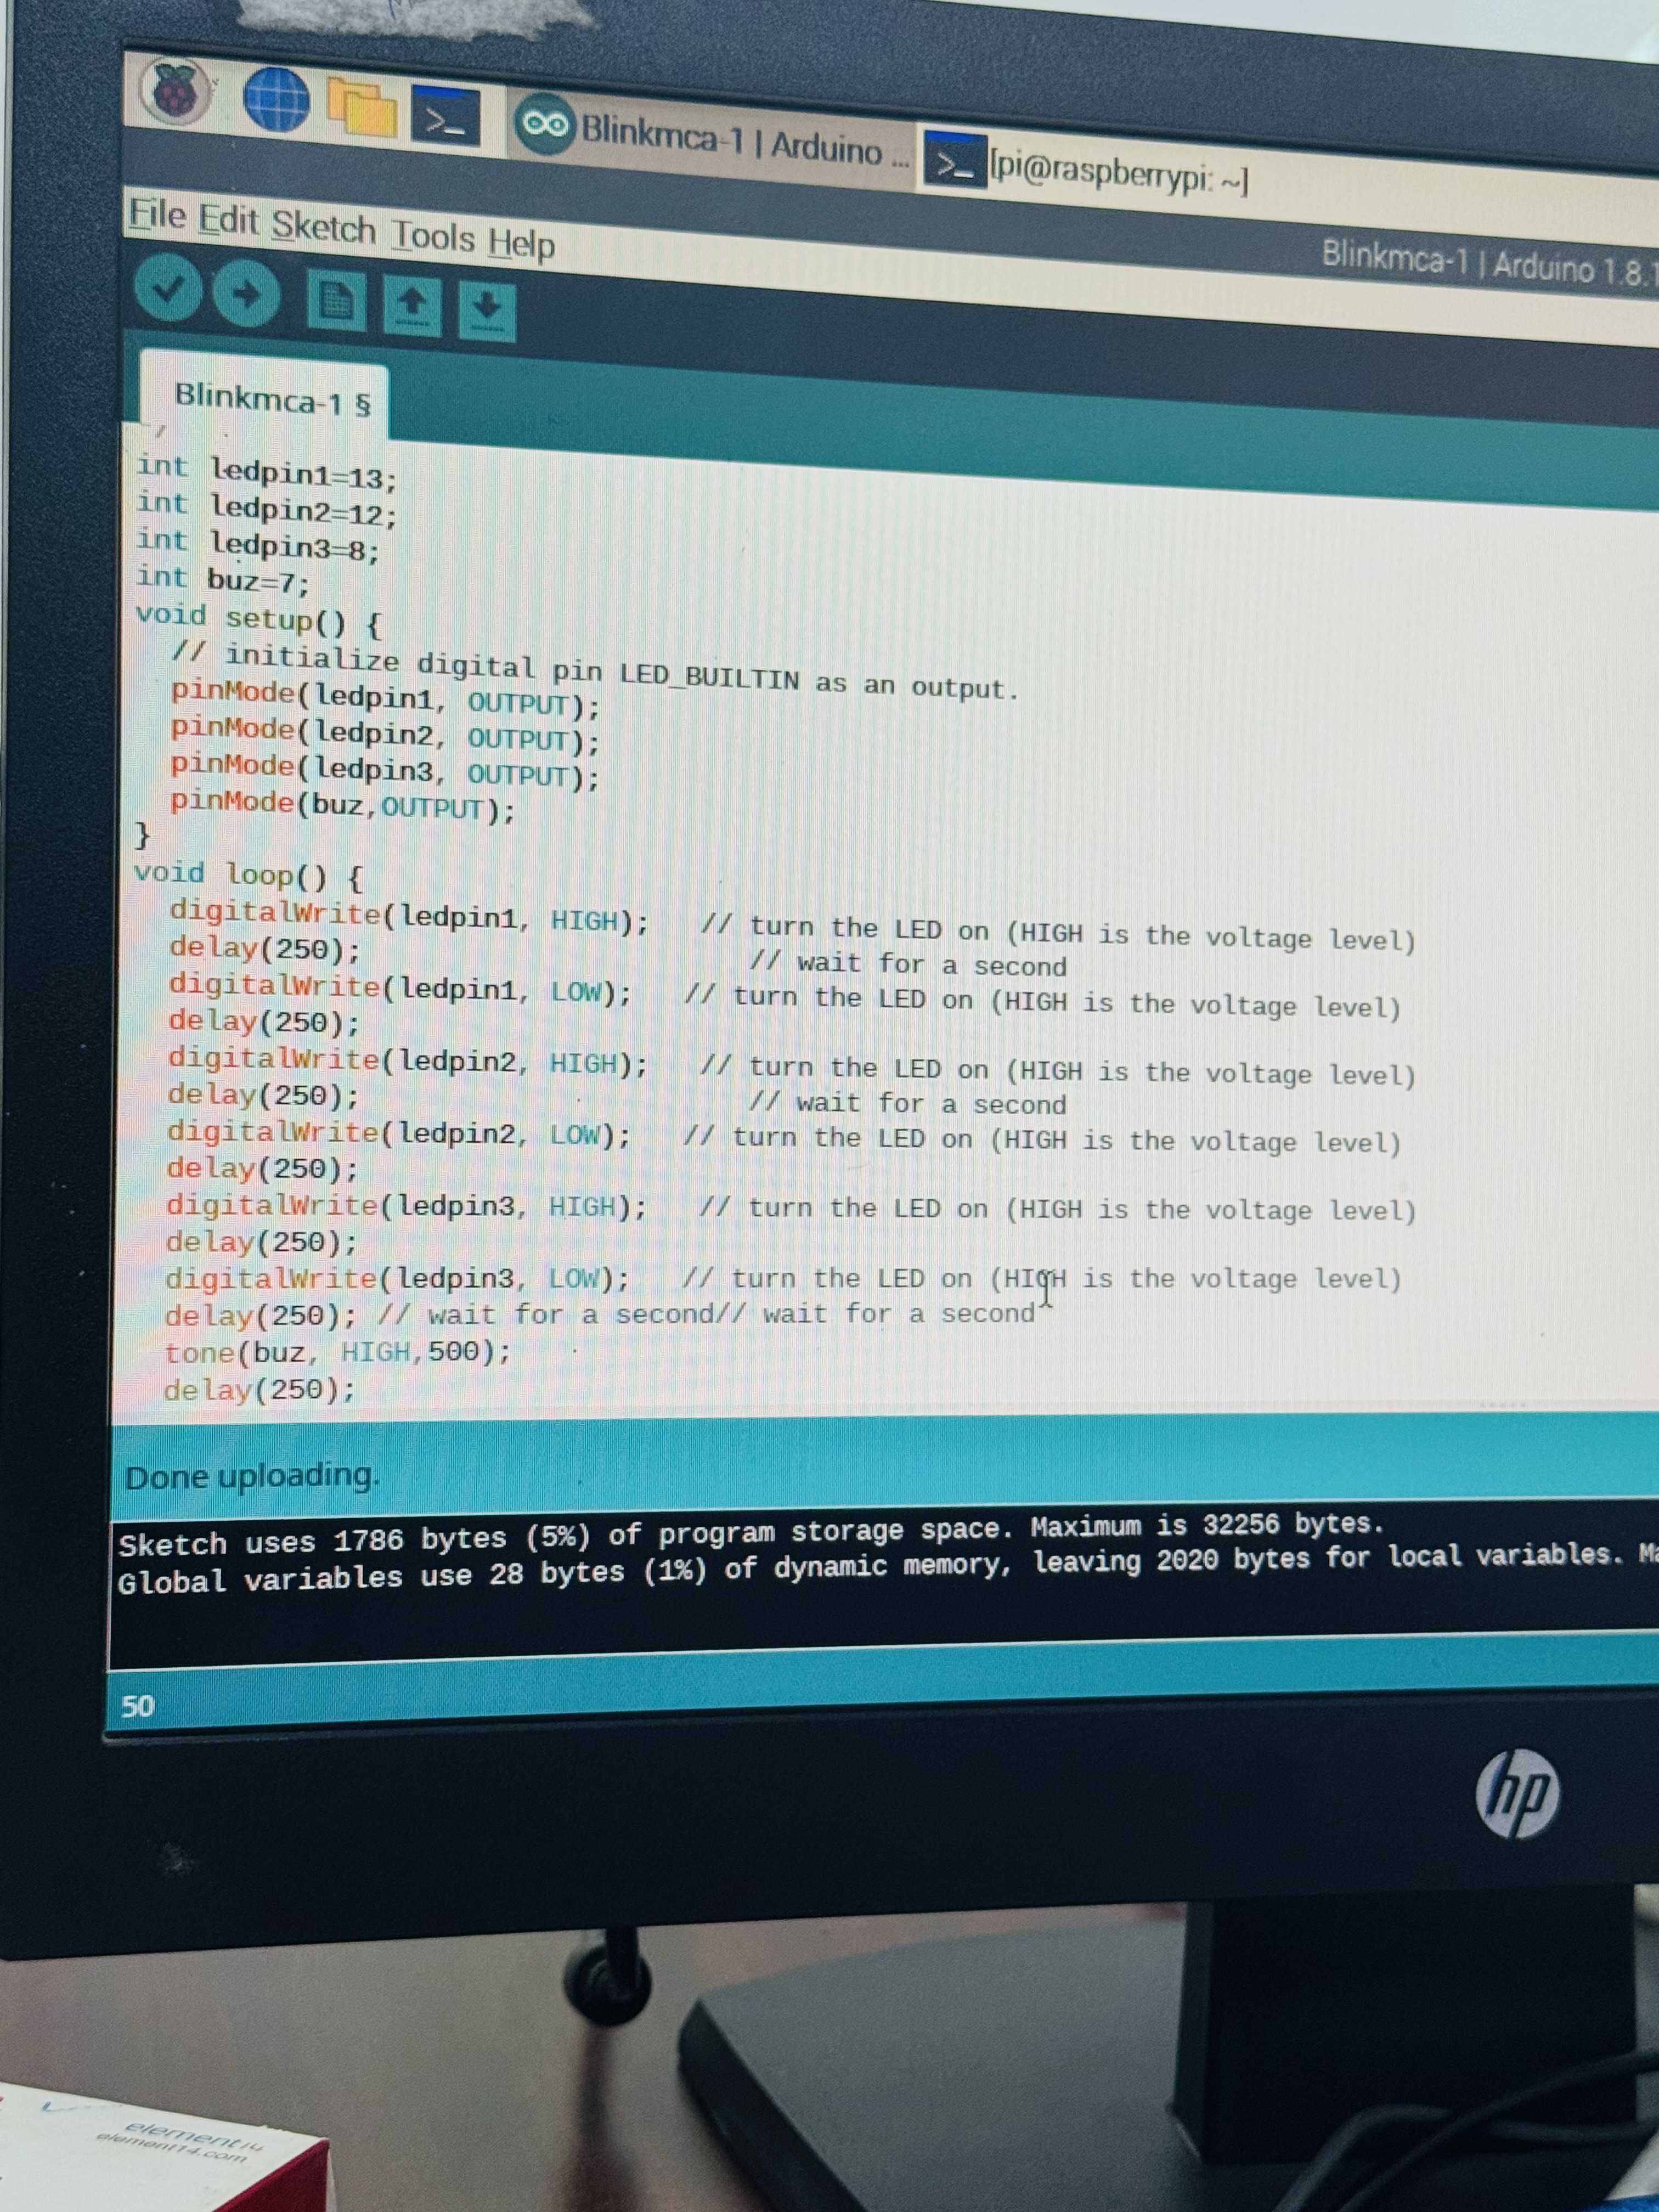 Blinkmca-1 | Arduino ...
[pi@raspberrypi: ~]
Blinkmca-1 | Arduino 1.8.1
File Edit Sketch Tools Help
Blinkmca-1 §
int ledpin1=13;
int ledpin2=12;
int ledpin3=8;
int buz=7;
void setup() {
// initialize digital pin LED_BUILTIN as an output.
pinMode(ledpin1, OUTPUT);
pinMode(ledpin2, OUTPUT);
pinMode(ledpin3, OUTPUT);
pinMode(buz,OUTPUT);
}
void loop() {
digitalWrite(ledpin1, HIGH);   // turn the LED on (HIGH is the voltage level)
delay(250);                       // wait for a second
digitalWrite(ledpin1, LOW);   // turn the LED on (HIGH is the voltage level)
delay(250);
digitalWrite(ledpin2, HIGH);   // turn the LED on (HIGH is the voltage level)
delay(250);                       // wait for a second
digitalWrite(ledpin2, LOW);   // turn the LED on (HIGH is the voltage level)
delay(250);
digitalWrite(ledpin3, HIGH);   // turn the LED on (HIGH is the voltage level)
delay(250);
digitalWrite(ledpin3, LOW);   // turn the LED on (HIGH is the voltage level)
delay(250); // wait for a second// wait for a second
tone(buz, HIGH,500);
delay(250);
Done uploading.
Sketch uses 1786 bytes (5%) of program storage space. Maximum is 32256 bytes.
Global variables use 28 bytes (1%) of dynamic memory, leaving 2020 bytes for local variables. Ma
50
hp
element14
element14.com